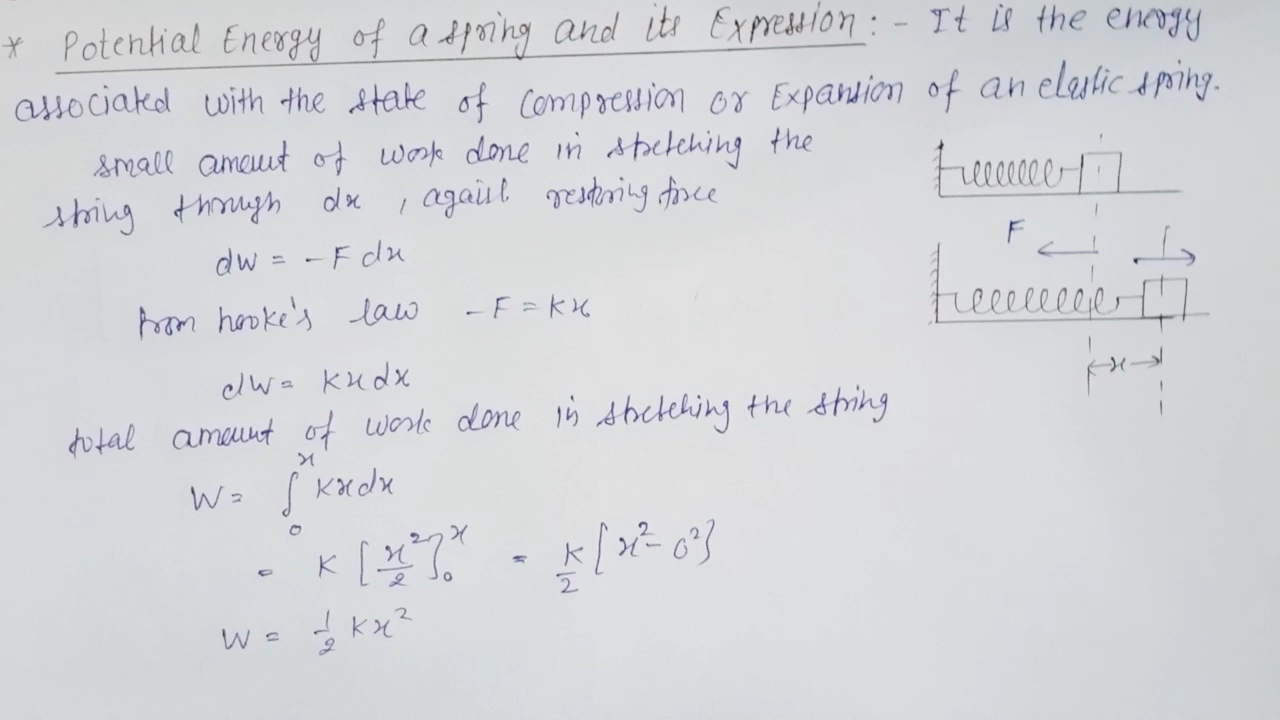 * Potential Energy of a spring and its Expression : - It is the energy
associated with the state of compression or Expansion of an elastic spring.
small amount of work done in stretching the
string through dx , against restoring force
dw = - F dx
from hooke's law - F = Kx
dw = Kx dx
total amount of work done in stretching the string
W = ∫₀ˣ Kx dx
= K [x²/2]₀ˣ = K/2 [x² - 0²}
W = 1/2 Kx²
F
x